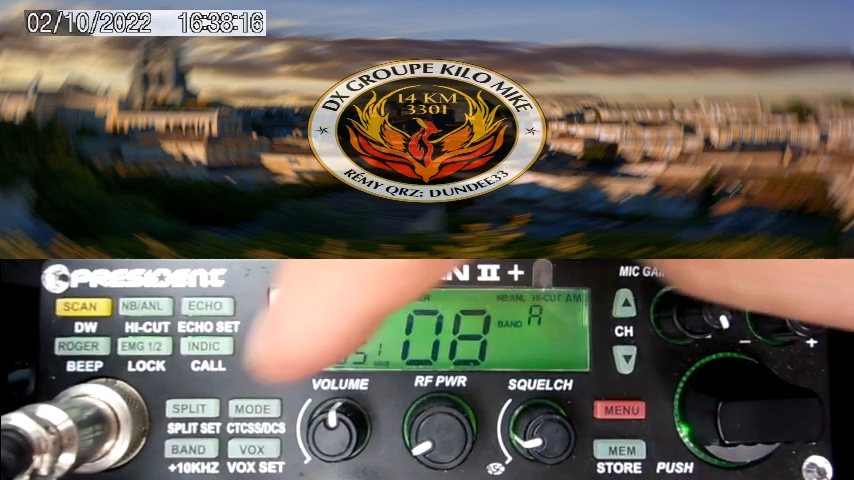 02/10/2022 16:38:16
DX GROUPE KILO MIKE
14 KM
3301
RÉMY QRZ: DUNDEE33
PRESIDENT
N II +
MIC GAI
SCAN NB/ANL ECHO
DW HI-CUT ECHO SET
ROGER EMG 1/2 INDIC
BEEP LOCK CALL
NB/ANL HI-CUT AM
08 BAND A
CH
- +
VOLUME RF PWR SQUELCH
SPLIT MODE
SPLIT SET CTCSS/DCS
BAND VOX
+10KHZ VOX SET
MENU
MEM
STORE PUSH